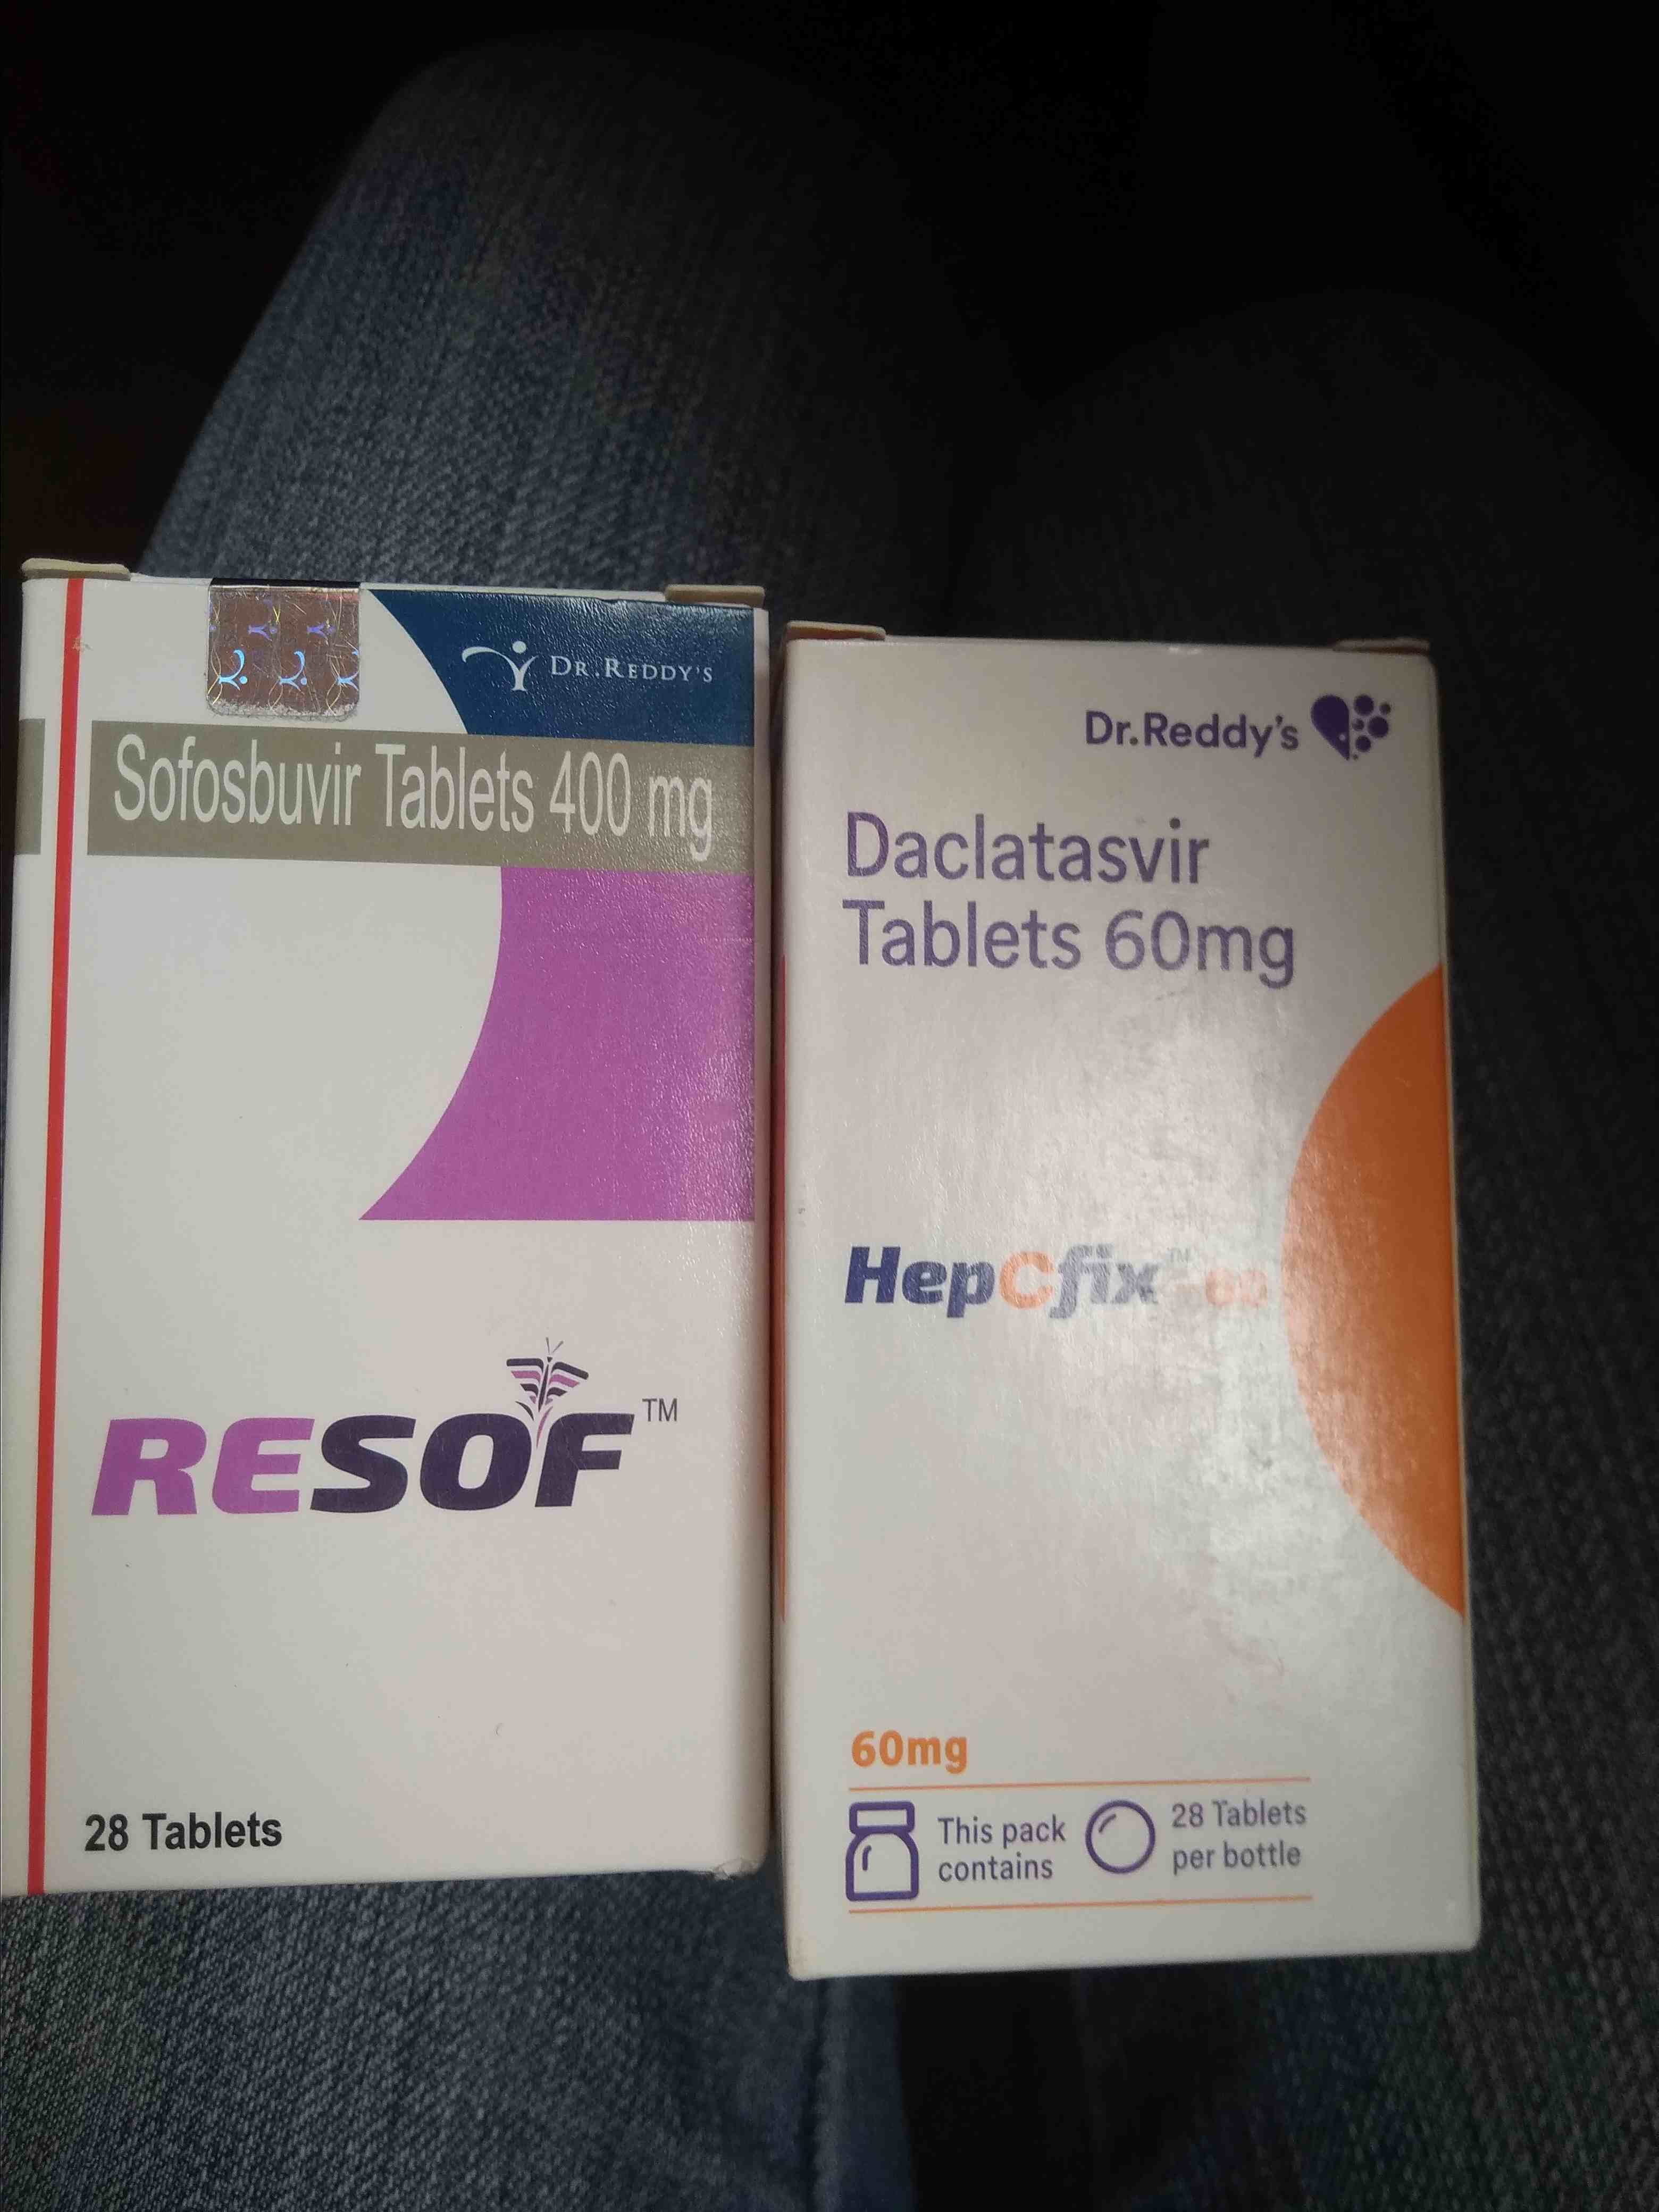 DR.REDDY'S
Sofosbuvir Tablets 400 mg
RESOF™
28 Tablets
Dr.Reddy's
Daclatasvir
Tablets 60mg
HepCfix™-60
60mg
This pack
contains
28 Tablets
per bottle